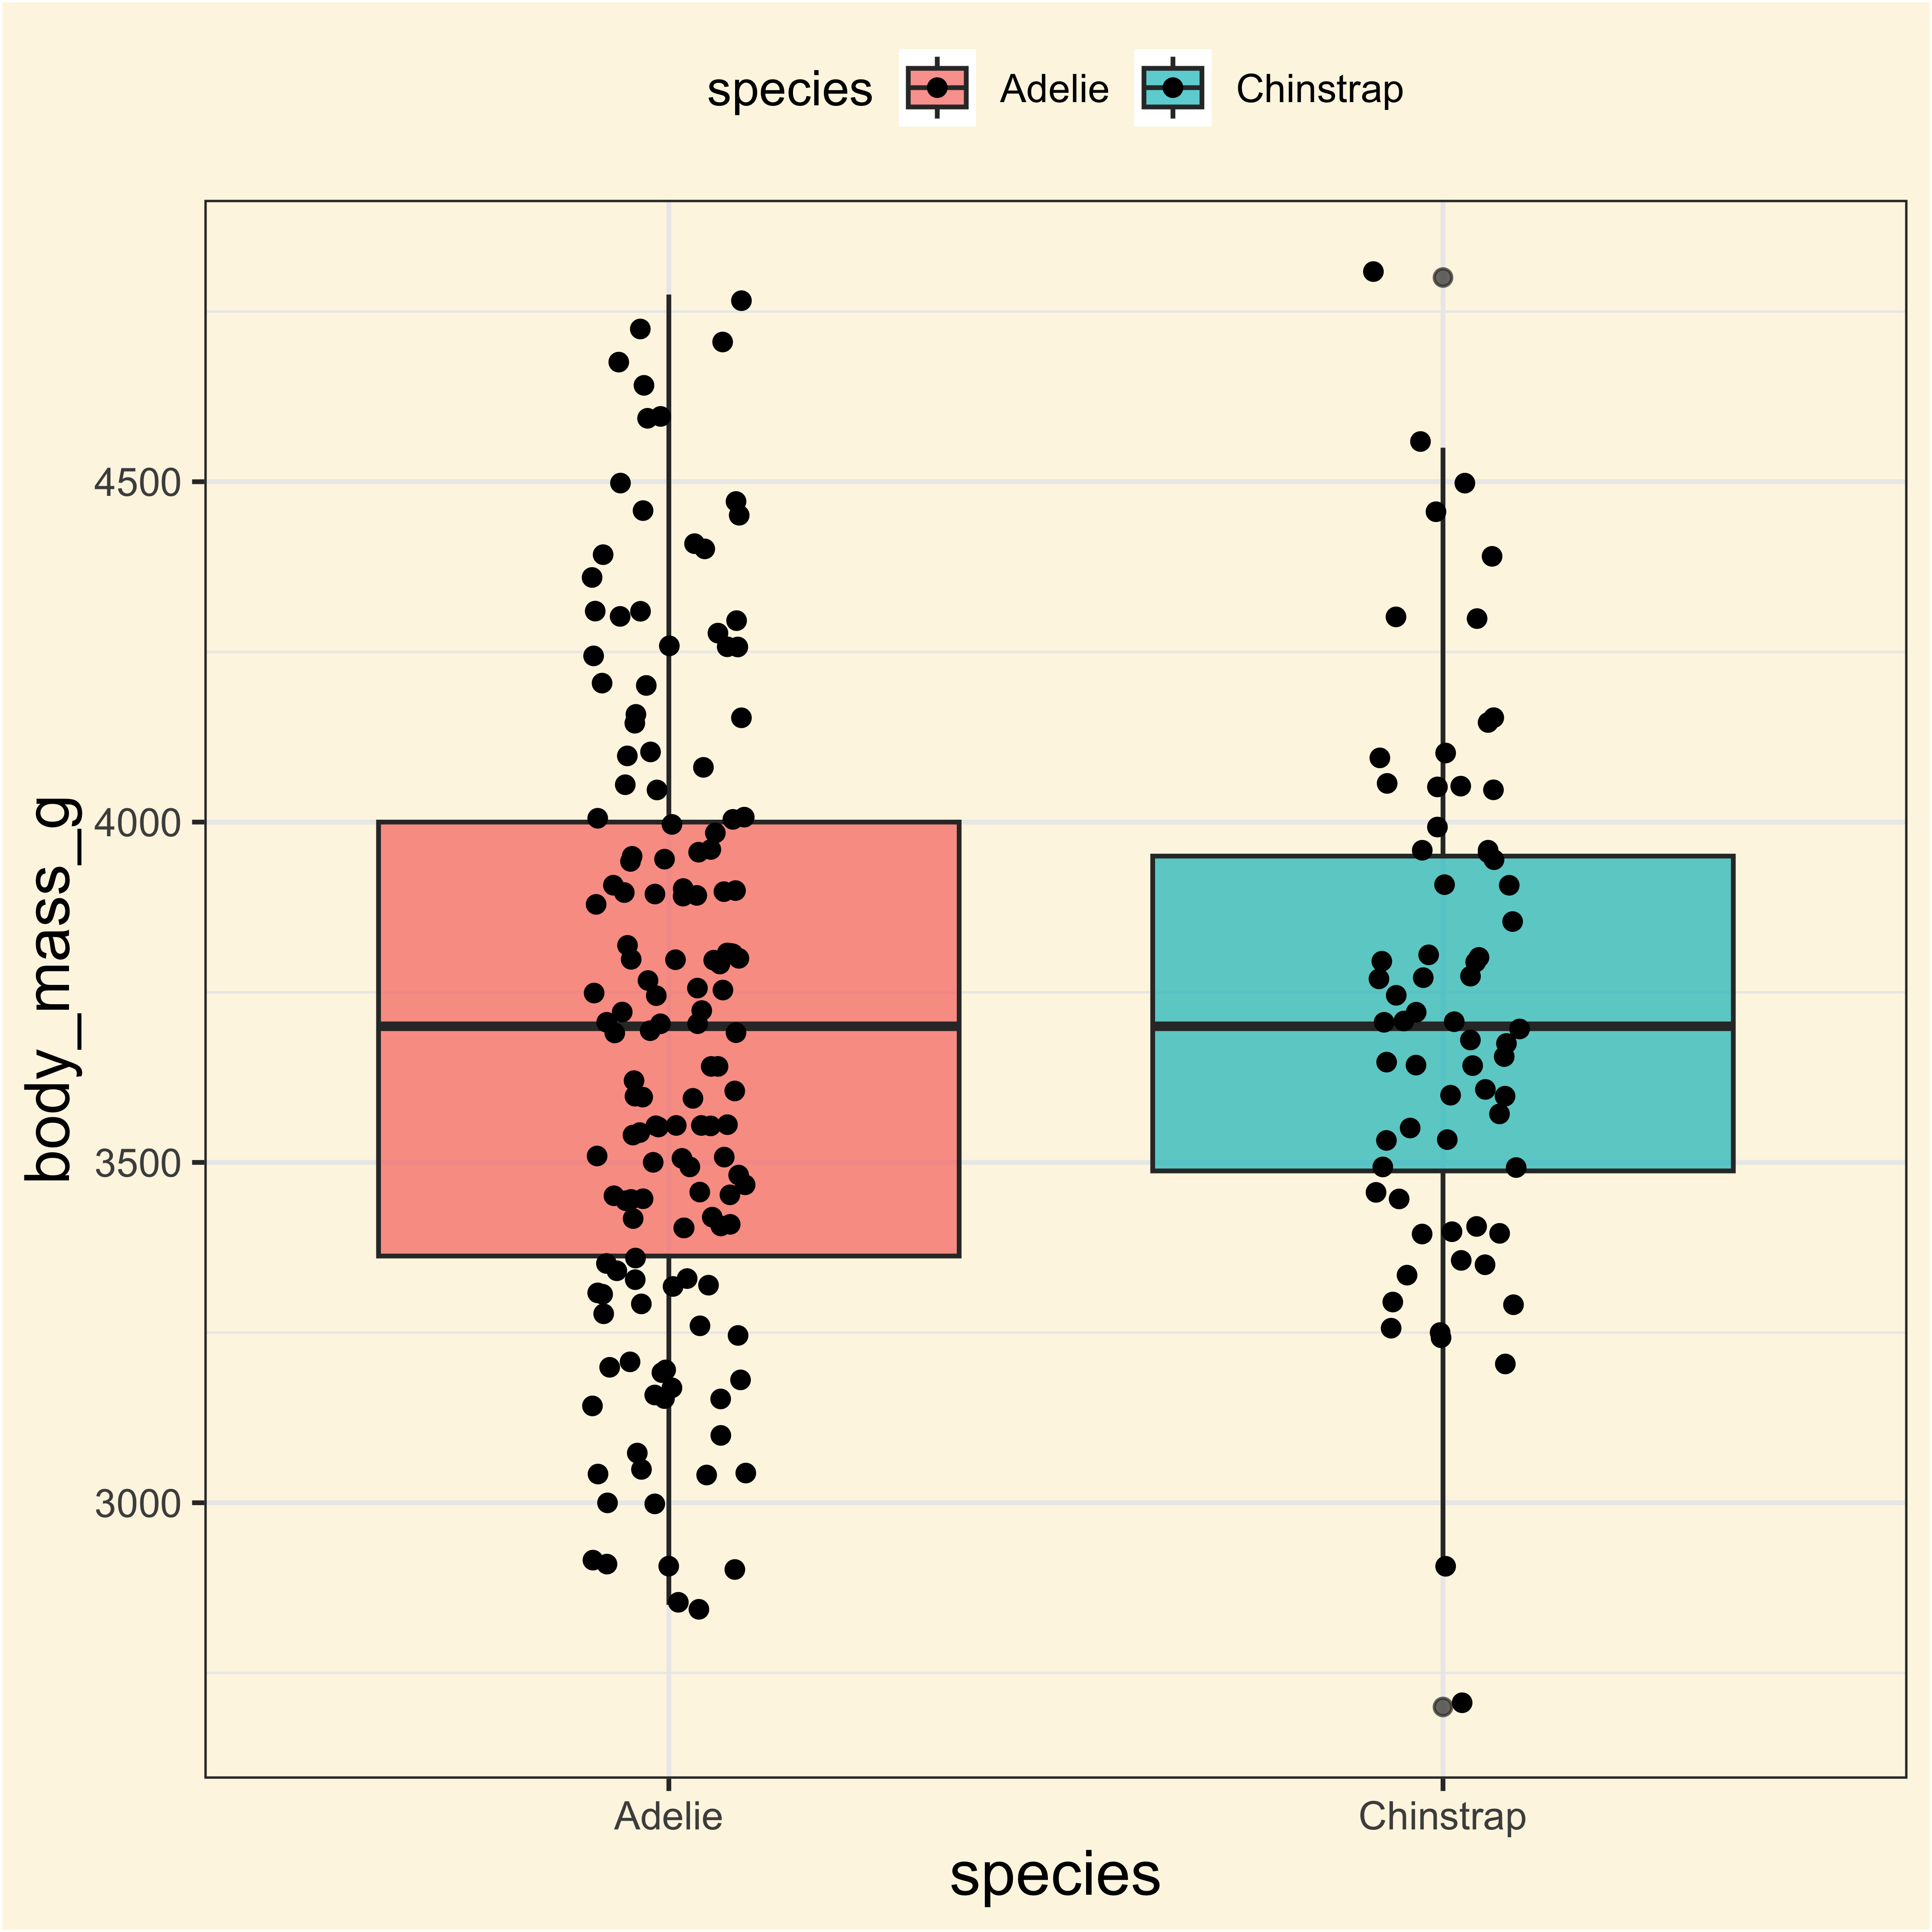 species Adelie Chinstrap
body_mass_g
4500
4000
3500
3000
Adelie Chinstrap
species